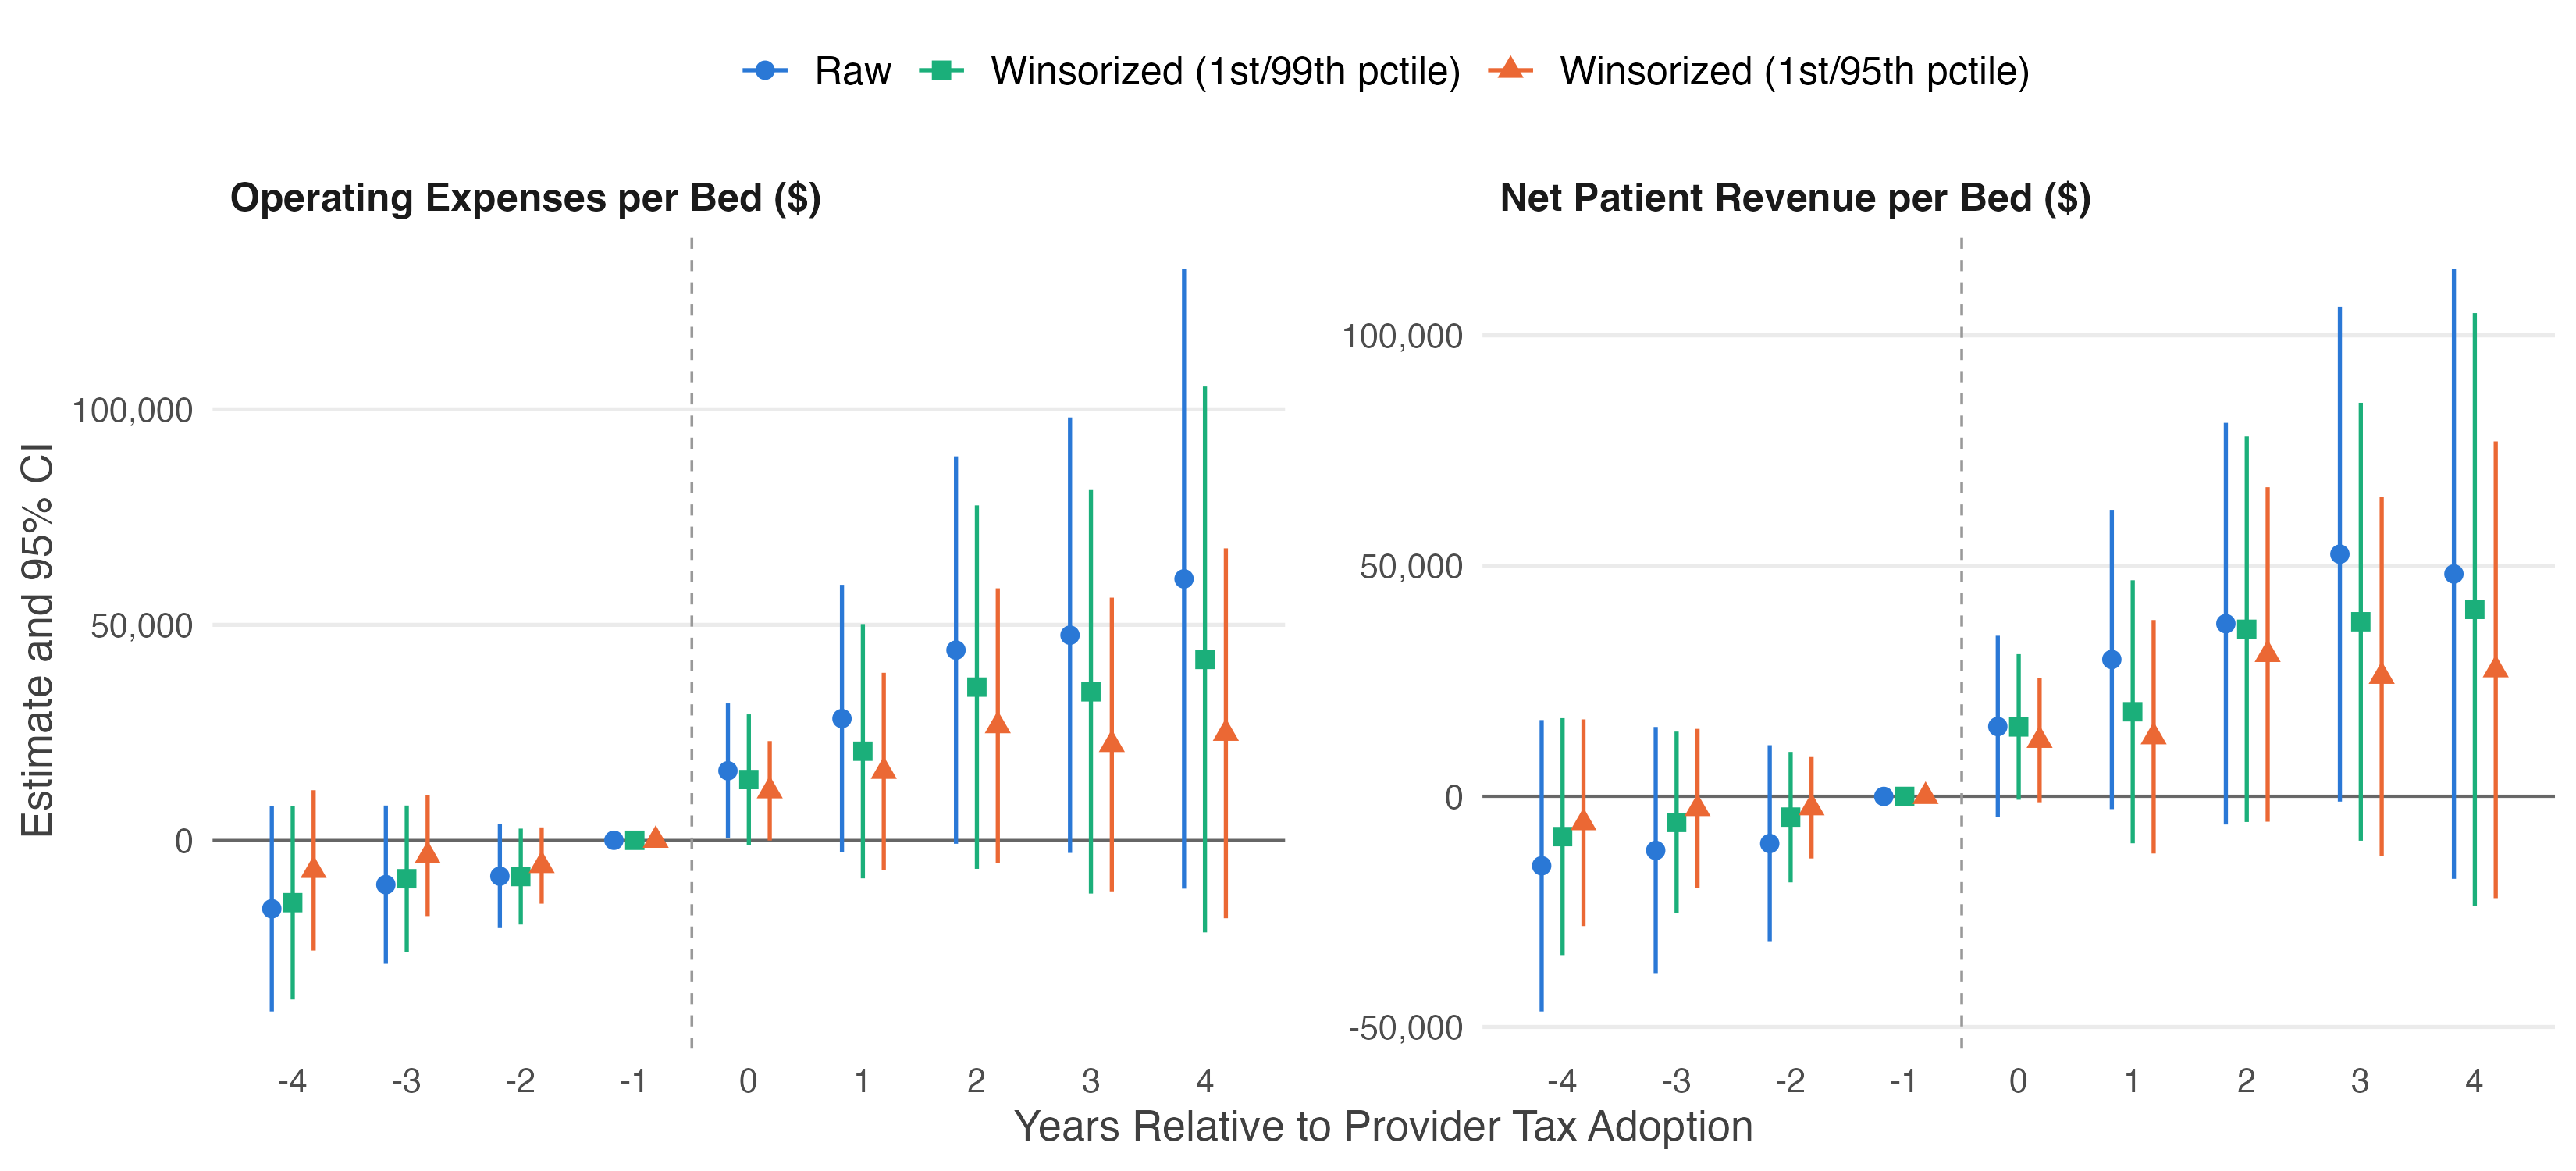 Raw Winsorized (1st/99th pctile) Winsorized (1st/95th pctile)
Operating Expenses per Bed ($)
Net Patient Revenue per Bed ($)
Estimate and 95% CI
100,000
50,000
0
100,000
50,000
0
-50,000
-4 -3 -2 -1 0 1 2 3 4
-4 -3 -2 -1 0 1 2 3 4
Years Relative to Provider Tax Adoption